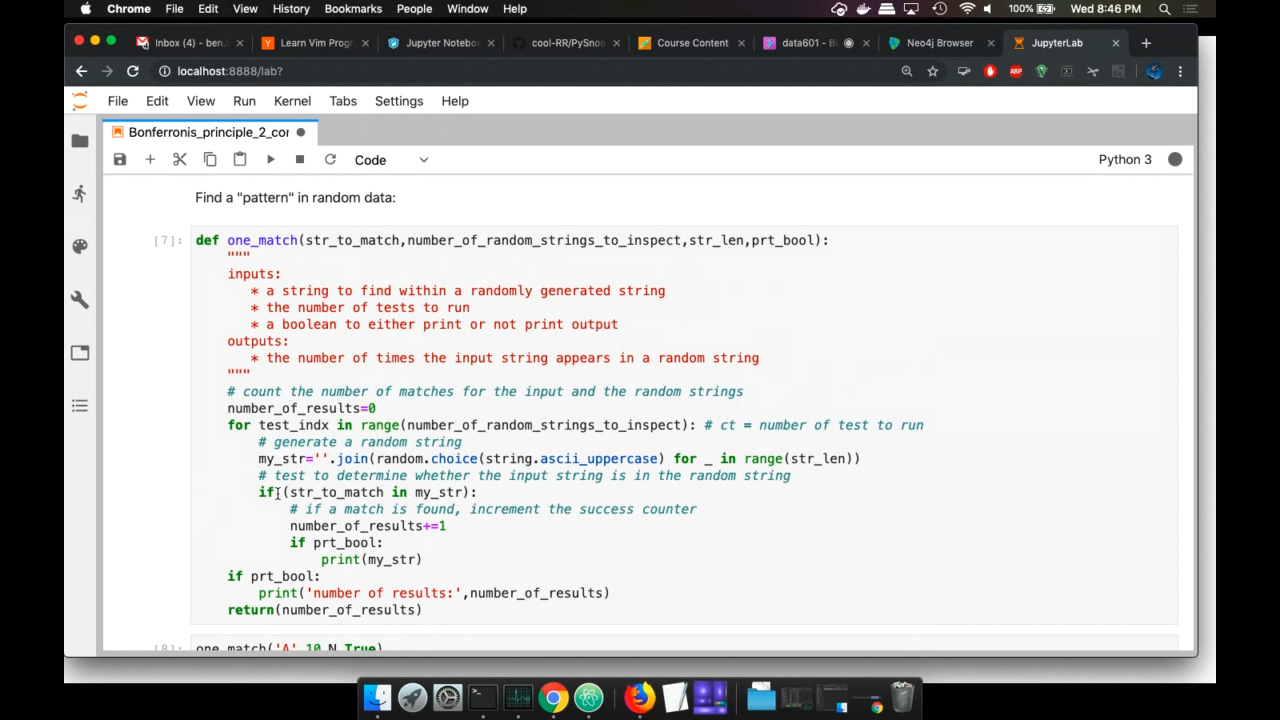 Chrome File Edit View History Bookmarks People Window Help 100% Wed 8:46 PM
Inbox (4) - ben.i Learn Vim Prog Jupyter Notebo cool-RR/PySnoo Course Content data601 - B Neo4j Browser JupyterLab
localhost:8888/lab?
File Edit View Run Kernel Tabs Settings Help
Bonferronis_principle_2_cor
Code Python 3
Find a "pattern" in random data:
[7]: def one_match(str_to_match,number_of_random_strings_to_inspect,str_len,prt_bool):
"""
inputs:
* a string to find within a randomly generated string
* the number of tests to run
* a boolean to either print or not print output
outputs:
* the number of times the input string appears in a random string
"""
# count the number of matches for the input and the random strings
number_of_results=0
for test_indx in range(number_of_random_strings_to_inspect): # ct = number of test to run
# generate a random string
my_str=''.join(random.choice(string.ascii_uppercase) for _ in range(str_len))
# test to determine whether the input string is in the random string
if (str_to_match in my_str):
# if a match is found, increment the success counter
number_of_results+=1
if prt_bool:
print(my_str)
if prt_bool:
print('number of results:',number_of_results)
return(number_of_results)
[8]: one_match('A',10,N,True)